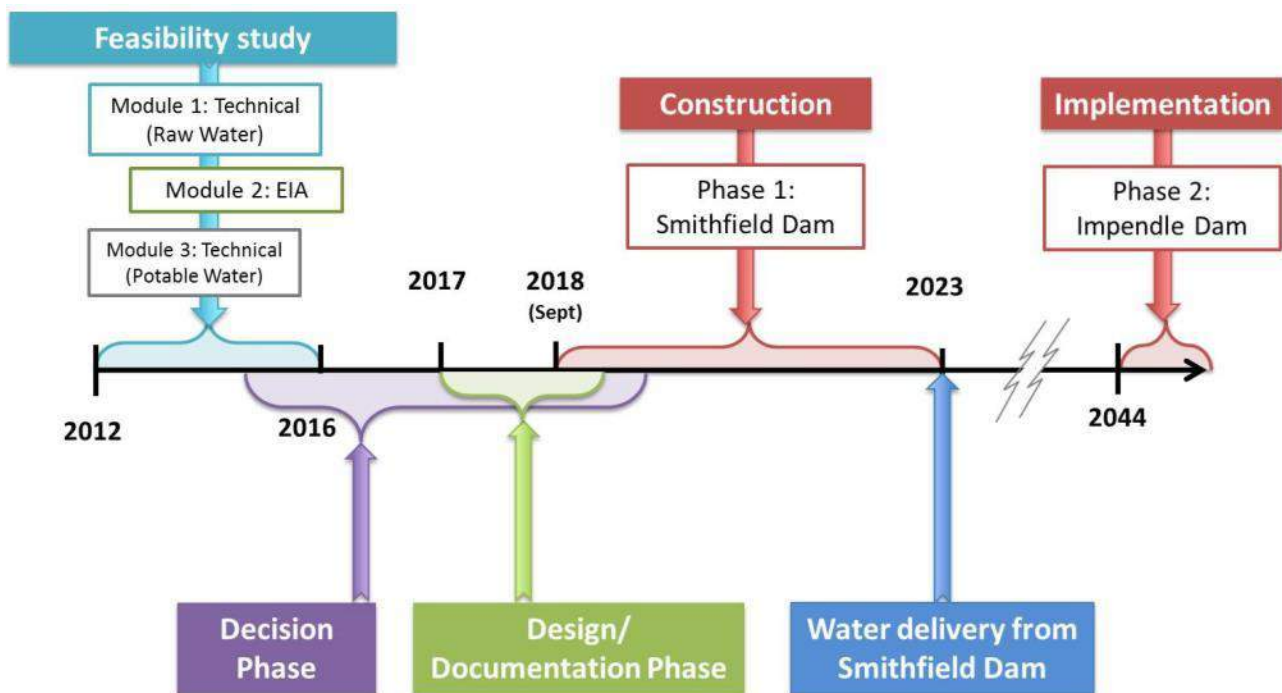 Feasibility study
Module 1: Technical
(Raw Water)
Module 2: EIA
Module 3: Technical
(Potable Water)
Construction
Phase 1:
Smithfield Dam
Implementation
Phase 2:
Impendle Dam
2017
2018
(Sept)
2023
2012
2016
2044
Decision
Phase
Design/
Documentation Phase
Water delivery from
Smithfield Dam